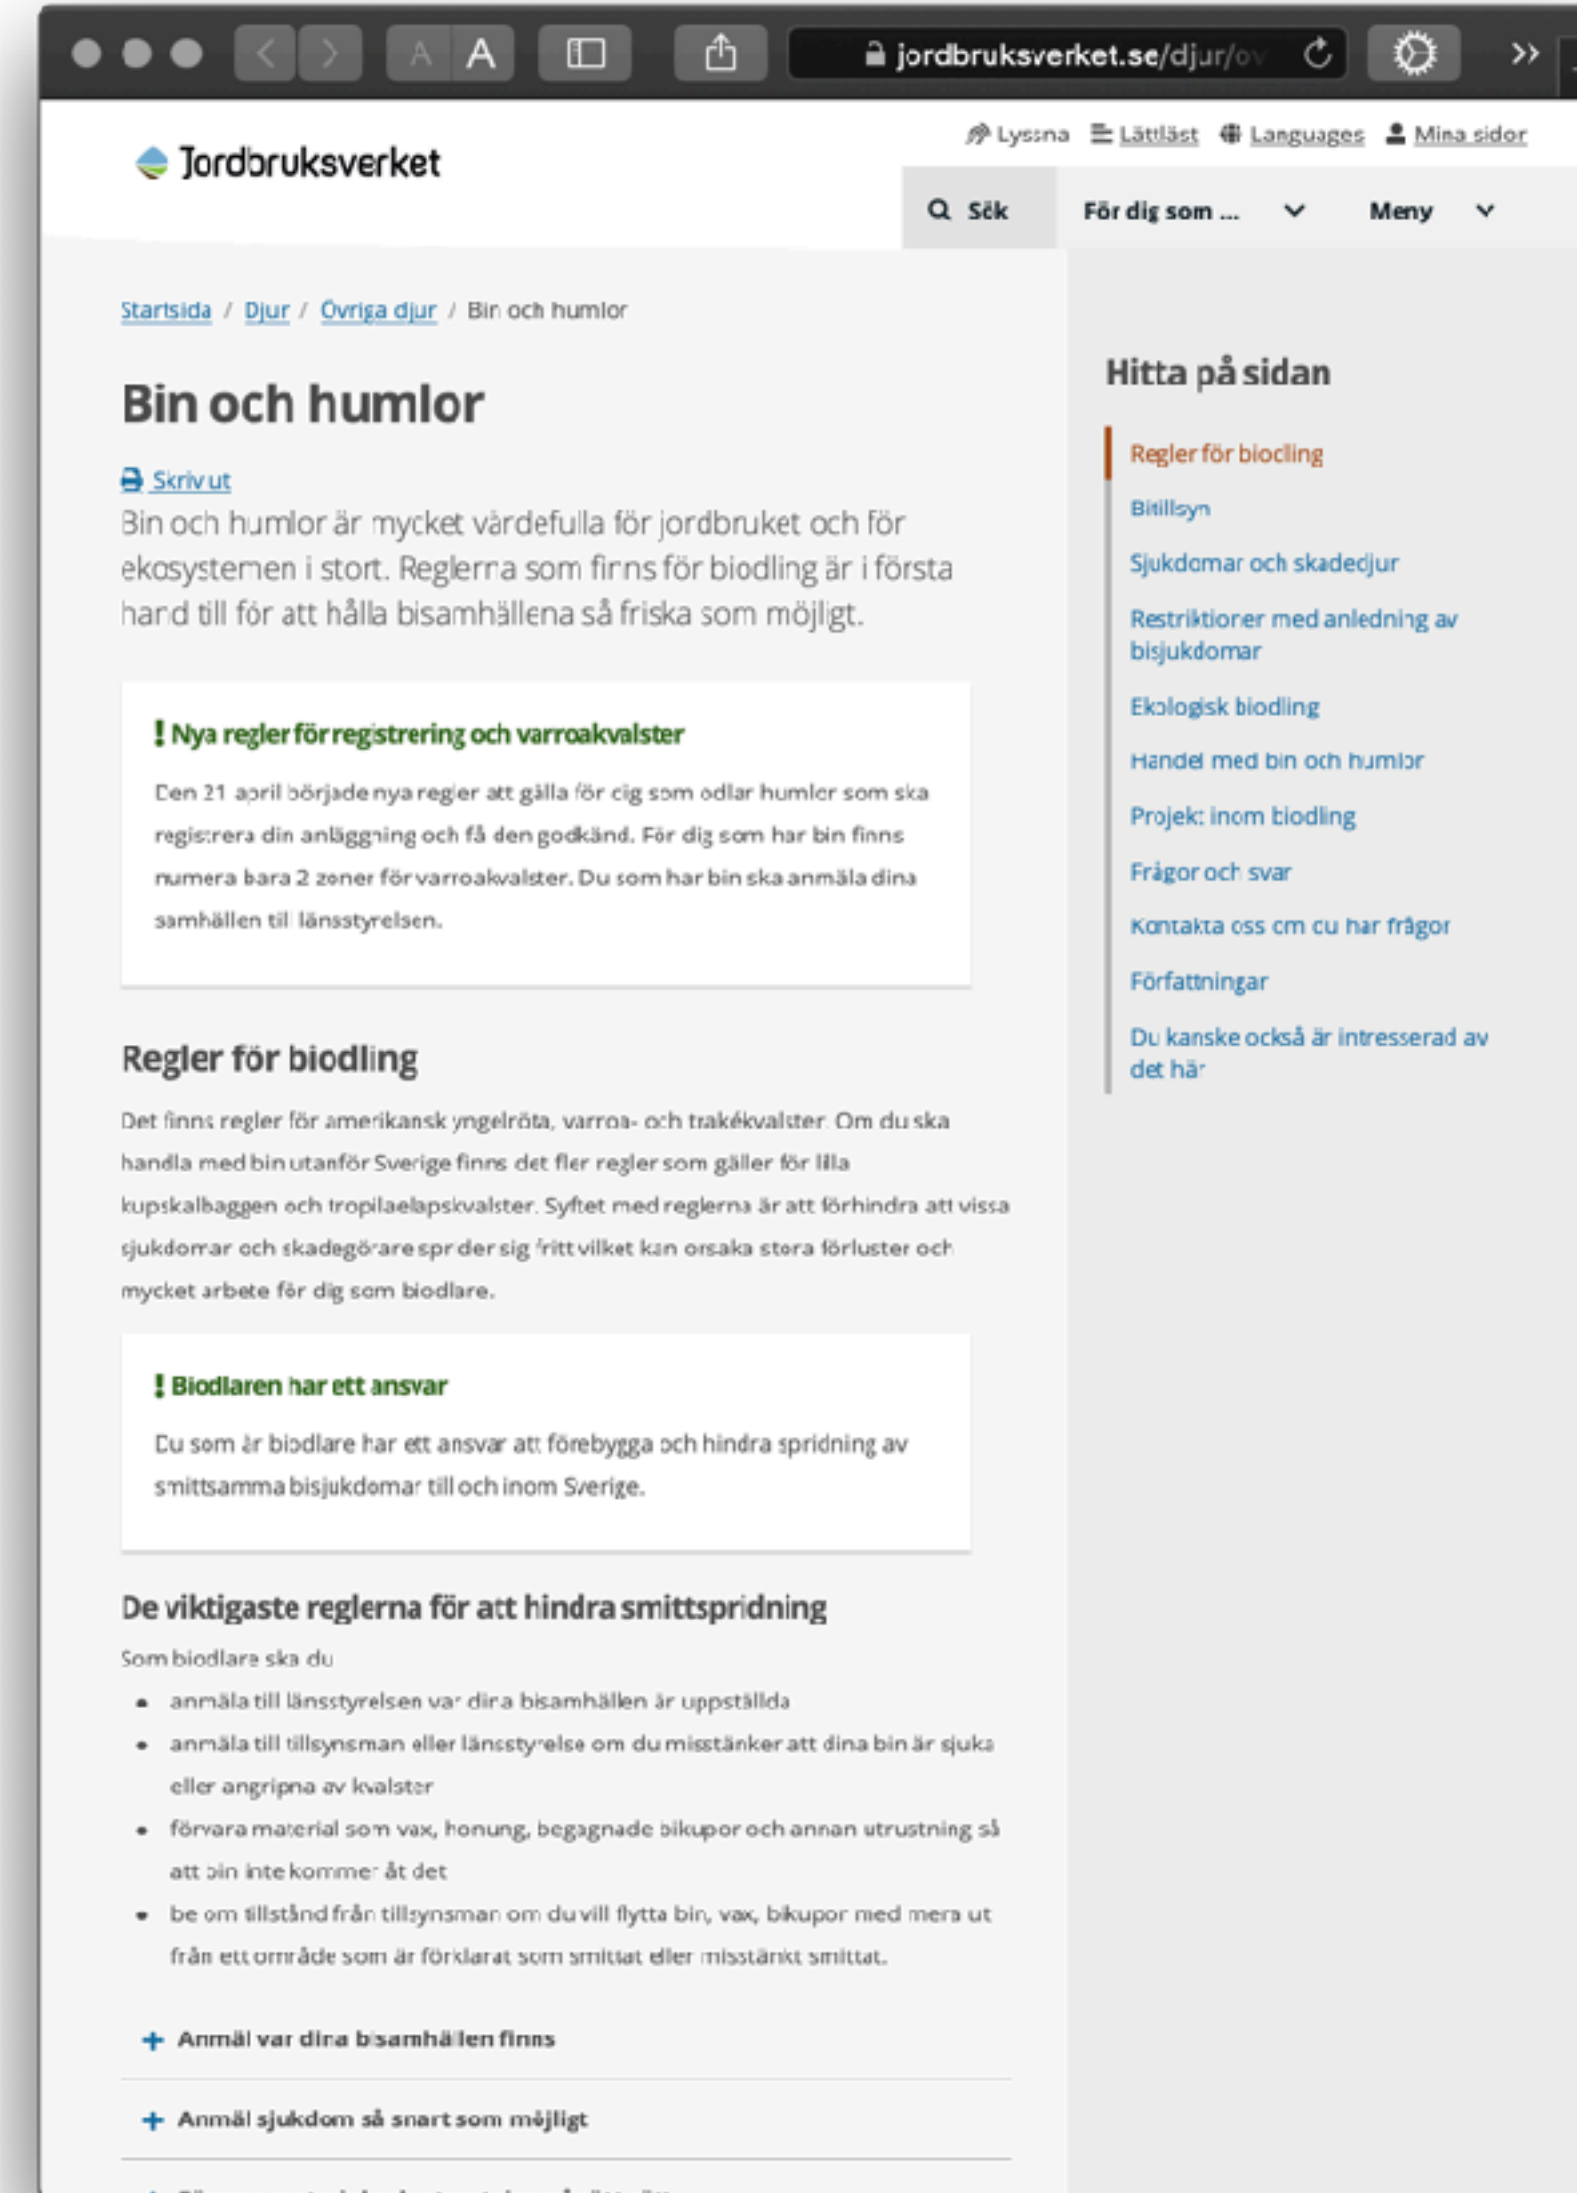 A A jordbruksverket.se/djur/ov
Jordbruksverket
Lyssna Lättläst Languages Mina sidor
Sök För dig som ... Meny
Startsida / Djur / Övriga djur / Bin och humlor
Bin och humlor
Skriv ut
Bin och humlor är mycket värdefulla för jordbruket och för
ekosystemen i stort. Reglerna som finns för biodling är i första
hand till för att hålla bisamhällena så friska som möjligt.
! Nya regler för registrering och varroakvalster
Den 21 april började nya regler att gälla för dig som odlar humlor som ska
registrera din anläggning och få den godkänd. För dig som har bin finns
numera bara 2 zoner för varroakvalster. Du som har bin ska anmäla dina
samhällen till länsstyrelsen.
Regler för biodling
Det finns regler för amerikansk yngelröta, varroa- och trakékvalster. Om du ska
handla med bin utanför Sverige finns det fler regler som gäller för lilla
kupskalbaggen och tropilaelapskvalster. Syftet med reglerna är att förhindra att vissa
sjukdomar och skadegörare sprider sig fritt vilket kan orsaka stora förluster och
mycket arbete för dig som biodlare.
! Biodlaren har ett ansvar
Du som är biodlare har ett ansvar att förebygga och hindra spridning av
smittsamma bisjukdomar till och inom Sverige.
De viktigaste reglerna för att hindra smittspridning
Som biodlare ska du
• anmäla till länsstyrelsen var dina bisamhällen är uppställda
• anmäla till tillsynsman eller länsstyrelse om du misstänker att dina bin är sjuka
eller angripna av kvalster
• förvara material som vax, honung, begagnade bikupor och annan utrustning så
att bin inte kommer åt det
• be om tillstånd från tillsynsman om du vill flytta bin, vax, bikupor med mera ut
från ett område som är förklarat som smittat eller misstänkt smittat.
+ Anmäl var dina bisamhällen finns
+ Anmäl sjukdom så snart som möjligt
Hitta på sidan
Regler för biodling
Bitillsyn
Sjukdomar och skadedjur
Restriktioner med anledning av
bisjukdomar
Ekologisk biodling
Handel med bin och humlor
Projekt inom biodling
Frågor och svar
Kontakta oss om du har frågor
Författningar
Du kanske också är intresserad av
det här